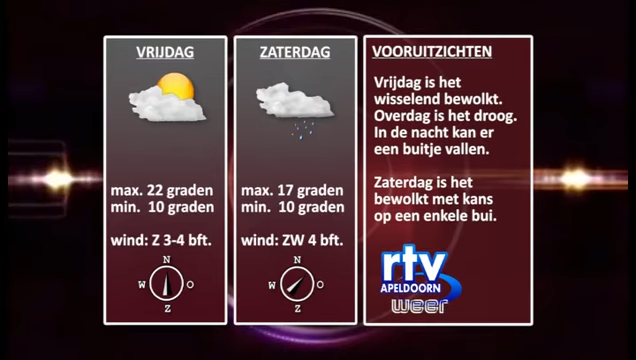 VRIJDAG
max. 22 graden
min. 10 graden
wind: Z 3-4 bft.
N
W O
Z
ZATERDAG
max. 17 graden
min. 10 graden
wind: ZW 4 bft.
N
W O
Z
VOORUITZICHTEN
Vrijdag is het
wisselend bewolkt.
Overdag is het droog.
In de nacht kan er
een buitje vallen.
Zaterdag is het
bewolkt met kans
op een enkele bui.
rtv
APELDOORN
weer